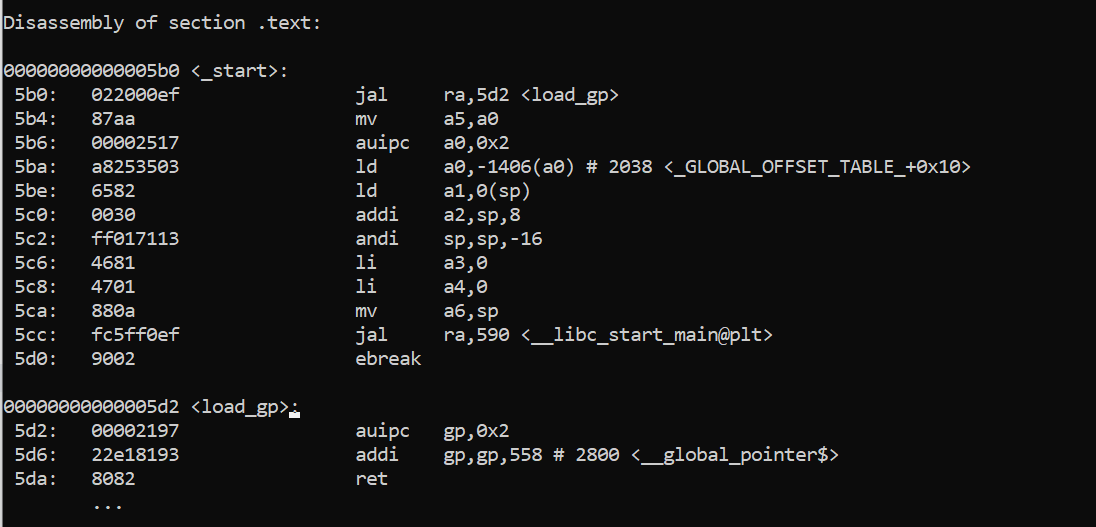 Disassembly of section .text:
00000000000005b0 <_start>:
5b0: 022000ef jal ra,5d2 <load_gp>
5b4: 87aa mv a5,a0
5b6: 00002517 auipc a0,0x2
5ba: a8253503 ld a0,-1406(a0) # 2038 <_GLOBAL_OFFSET_TABLE_+0x10>
5be: 6582 ld a1,0(sp)
5c0: 0030 addi a2,sp,8
5c2: ff017113 andi sp,sp,-16
5c6: 4681 li a3,0
5c8: 4701 li a4,0
5ca: 880a mv a6,sp
5cc: fc5ff0ef jal ra,590 <__libc_start_main@plt>
5d0: 9002 ebreak
00000000000005d2 <load_gp>:
5d2: 00002197 auipc gp,0x2
5d6: 22e18193 addi gp,gp,558 # 2800 <__global_pointer$>
5da: 8082 ret
...